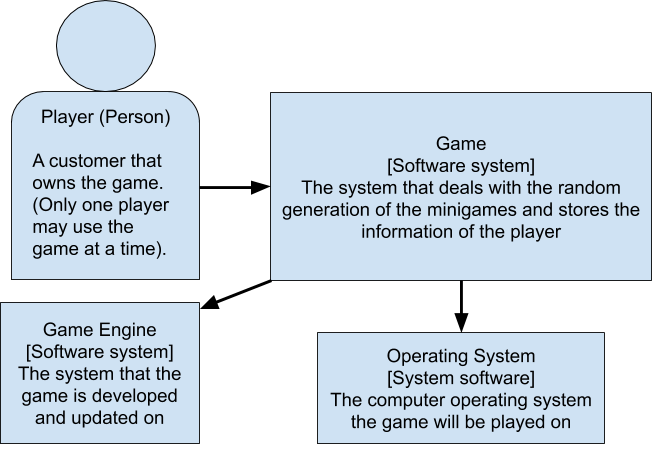 Player (Person)
A customer that
owns the game.
(Only one player
may use the
game at a time).
Game
[Software system]
The system that deals with the random
generation of the minigames and stores the
information of the player
Game Engine
[Software system]
The system that the
game is developed
and updated on
Operating System
[System software]
The computer operating system
the game will be played on